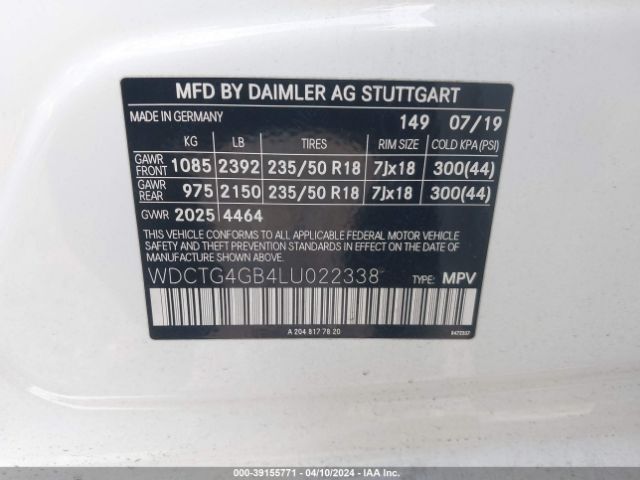 MFD BY DAIMLER AG STUTTGART
MADE IN GERMANY 149 07/19
KG LB TIRES RIM SIZE COLD KPA (PSI)
GAWR FRONT 1085 2392 235/50 R18 7Jx18 300(44)
GAWR REAR 975 2150 235/50 R18 7Jx18 300(44)
GVWR 2025 4464
THIS VEHICLE CONFORMS TO ALL APPLICABLE FEDERAL MOTOR VEHICLE
SAFETY AND THEFT PREVENTION STANDARDS IN EFFECT ON THE DATE OF
MANUFACTURE SHOWN ABOVE.
WDCTG4GB4LU022338 TYPE: MPV
A 204 817 78 20
000-39155771 | 04/10/2024 | IAA, Inc.